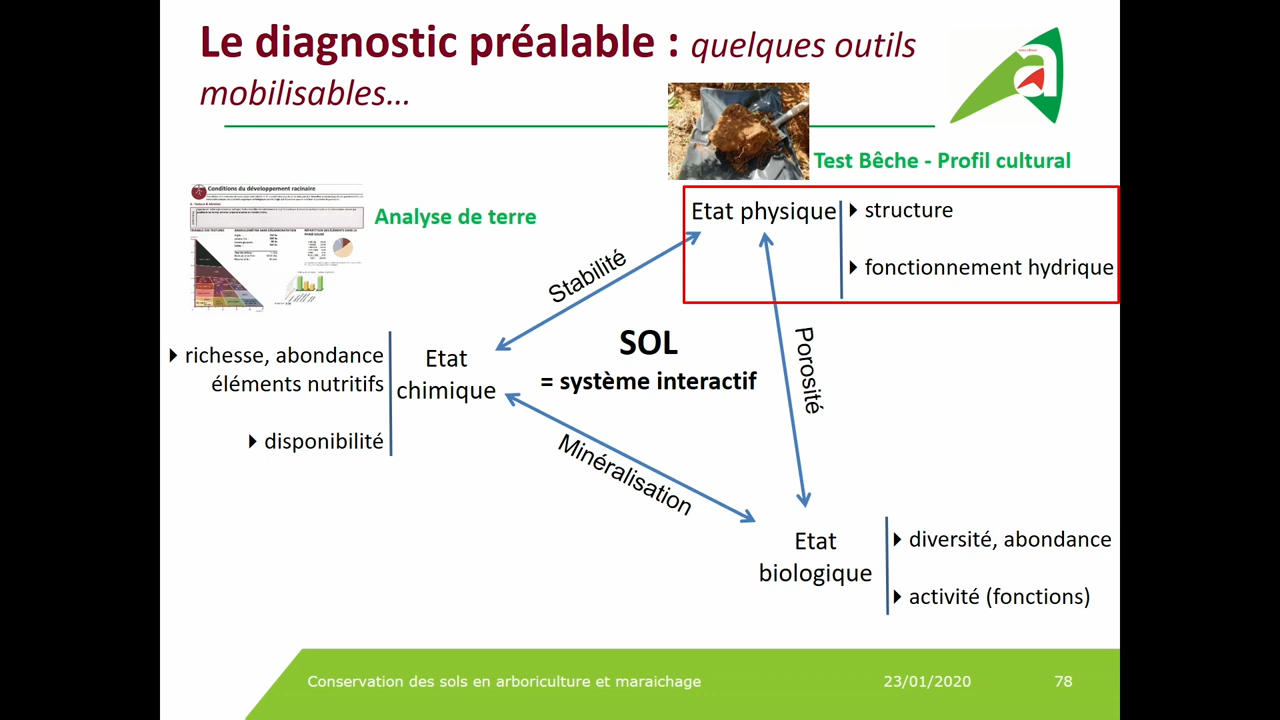 Le diagnostic préalable : quelques outils
mobilisables...
Test Bêche - Profil cultural
Conditions du développement racinaire
Analyse de terre
Etat physique
structure
fonctionnement hydrique
Stabilité
Porosité
SOL
= système interactif
richesse, abondance
éléments nutritifs
disponibilité
Etat
chimique
Minéralisation
Etat
biologique
diversité, abondance
activité (fonctions)
Conservation des sols en arboriculture et maraichage
23/01/2020
78